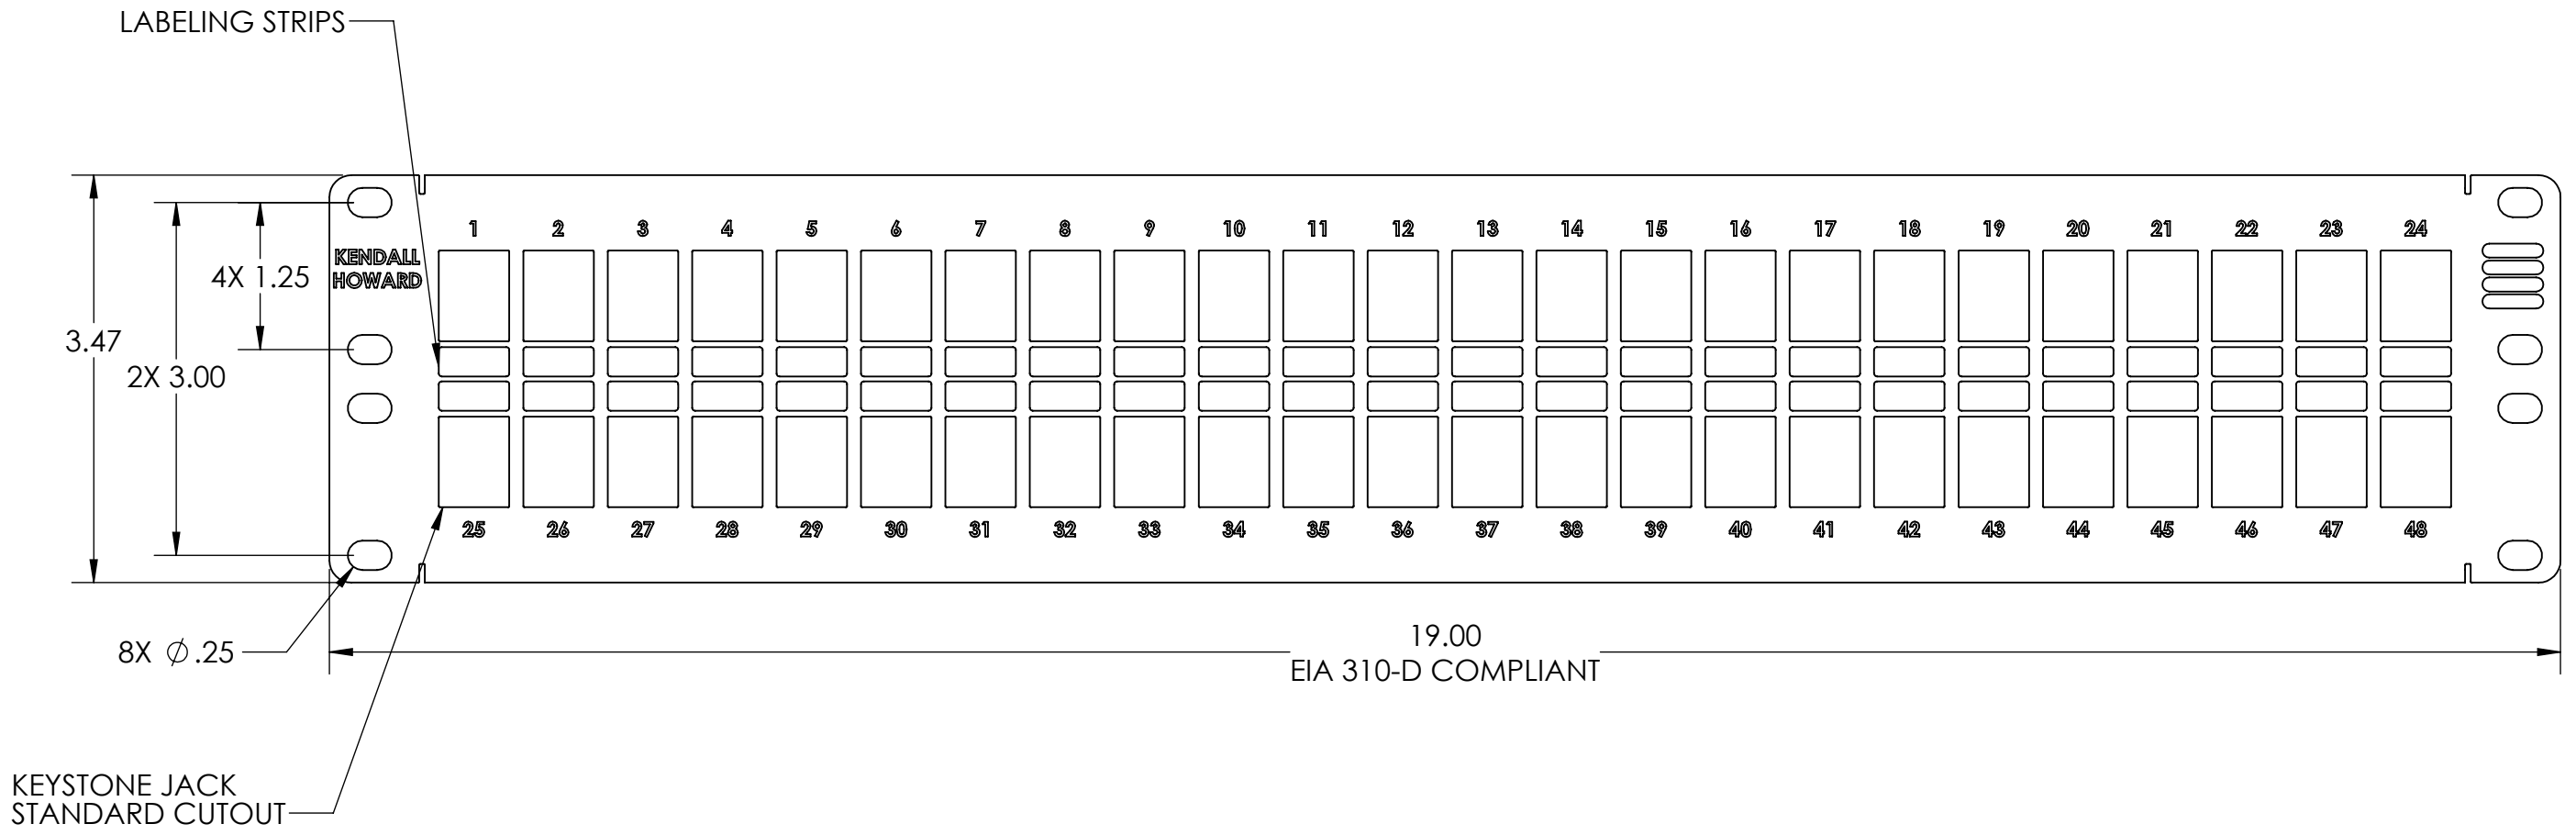 LABELING STRIPS
1 2 3 4 5 6 7 8 9 10 11 12 13 14 15 16 17 18 19 20 21 22 23 24
KENDALL
HOWARD
4X 1.25
3.47
2X 3.00
25 26 27 28 29 30 31 32 33 34 35 36 37 38 39 40 41 42 43 44 45 46 47 48
8X ∅.25
19.00
EIA 310-D COMPLIANT
KEYSTONE JACK
STANDARD CUTOUT